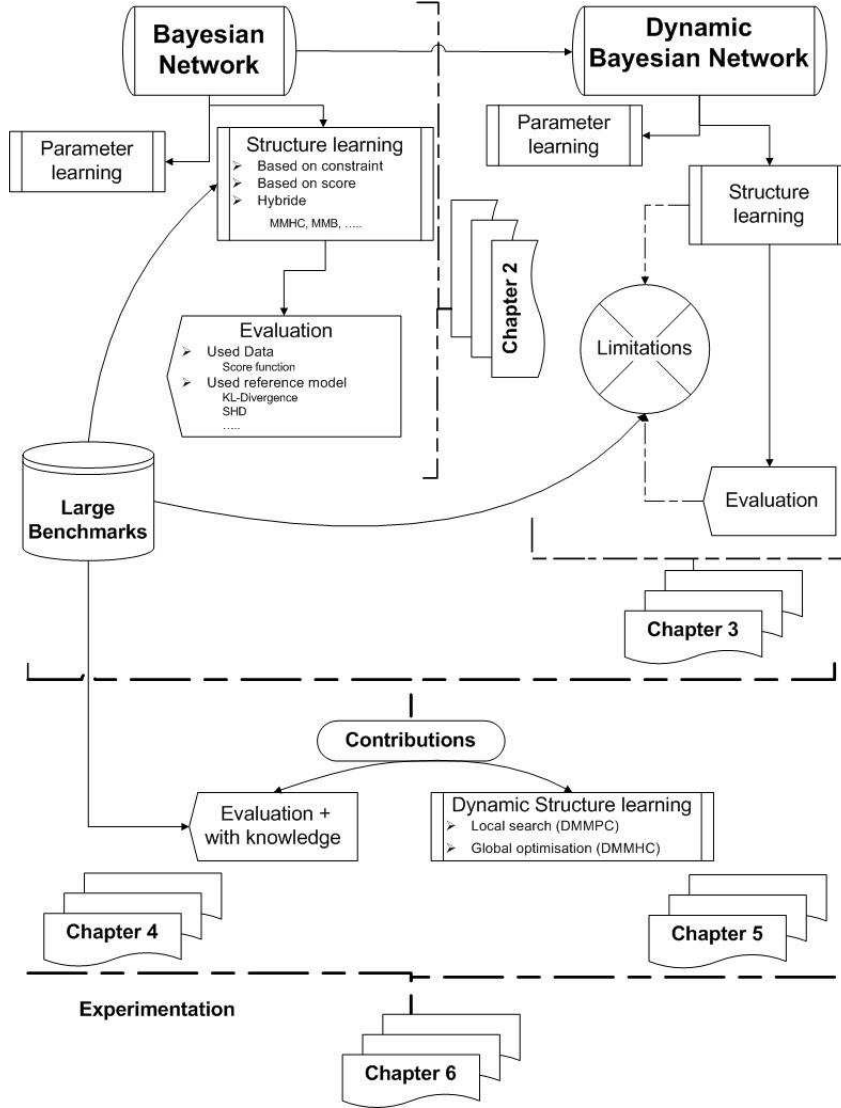 Bayesian
Network
Dynamic
Bayesian Network
Parameter
learning
Structure learning
➢ Based on constraint
➢ Based on score
➢ Hybride
MMHC, MMB, .....
Parameter
learning
Structure
learning
Chapter 2
Evaluation
➢ Used Data
Score function
➢ Used reference model
KL-Divergence
SHD
.....
Limitations
Large
Benchmarks
Evaluation
Chapter 3
Contributions
Evaluation +
with knowledge
Dynamic Structure learning
➢ Local search (DMMPC)
➢ Global optimisation (DMMHC)
Chapter 4
Chapter 5
Experimentation
Chapter 6